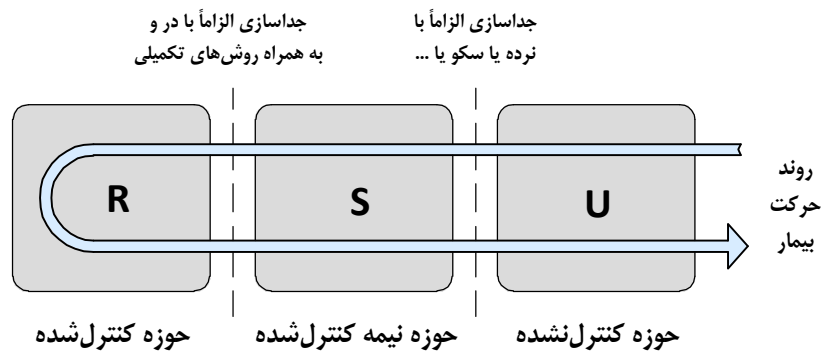 جداسازی الزاماً با
نرده یا سکو یا ...
جداسازی الزاماً با در و
به همراه روش‌های تکمیلی
روند
حرکت
بیمار
U
S
R
حوزه کنترل‌نشده
حوزه نیمه کنترل‌شده
حوزه کنترل‌شده